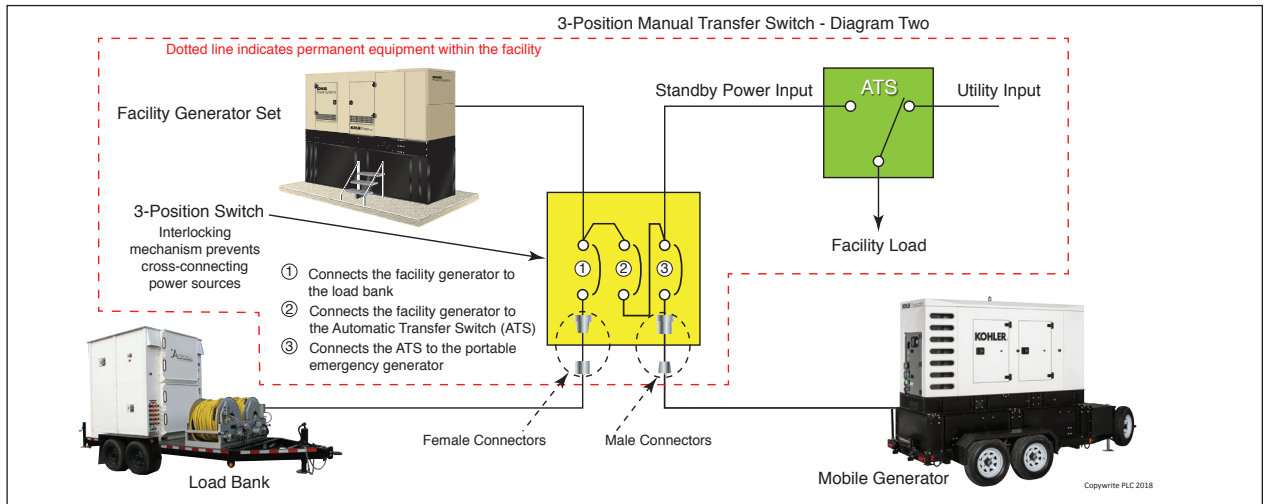 3-Position Manual Transfer Switch - Diagram Two
Dotted line indicates permanent equipment within the facility
Facility Generator Set
Standby Power Input
ATS
Utility Input
Facility Load
3-Position Switch
Interlocking
mechanism prevents
cross-connecting
power sources
① Connects the facility generator to
the load bank
② Connects the facility generator to
the Automatic Transfer Switch (ATS)
③ Connects the ATS to the portable
emergency generator
1
2
3
Female Connectors
Male Connectors
Load Bank
KOHLER
Mobile Generator
Copywrite PLC 2018